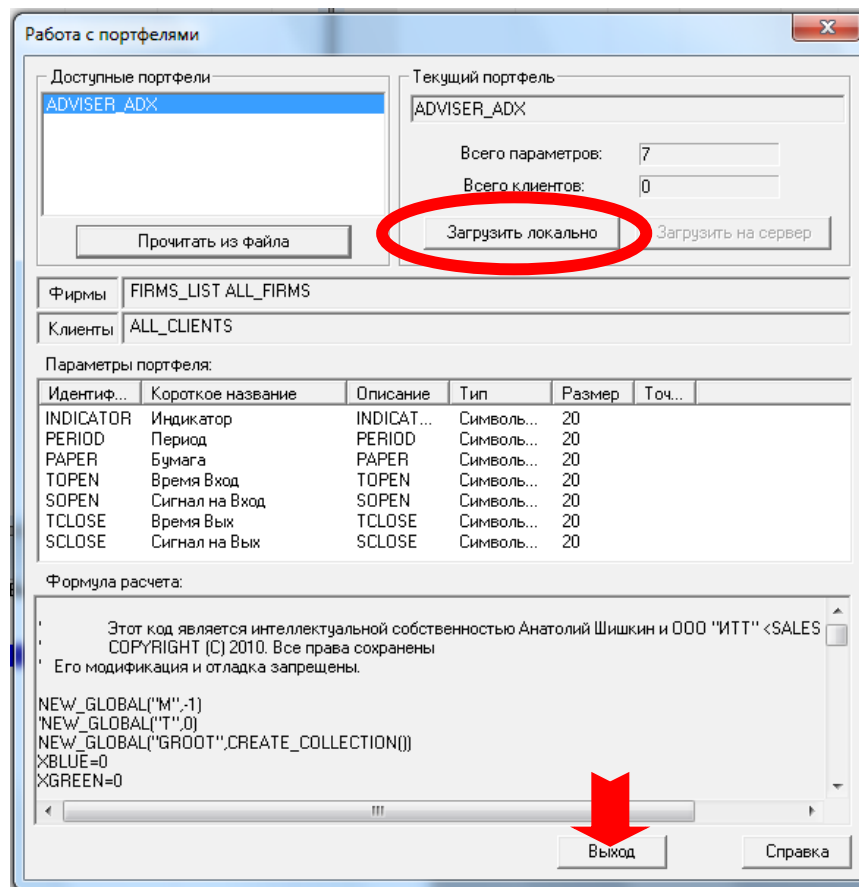 Работа с портфелями
Доступные портфели
ADVISER_ADX
Прочитать из файла
Текущий портфель
ADVISER_ADX
Всего параметров: 7
Всего клиентов: 0
Загрузить локально
Загрузить на сервер
Фирмы FIRMS_LIST ALL_FIRMS
Клиенты ALL_CLIENTS
Параметры портфеля:
Идентиф... Короткое название Описание Тип Размер Точ...
INDICATOR Индикатор INDICAT... Символь... 20
PERIOD Период PERIOD Символь... 20
PAPER Бумага PAPER Символь... 20
TOPEN Время Вход TOPEN Символь... 20
SOPEN Сигнал на Вход SOPEN Символь... 20
TCLOSE Время Вых TCLOSE Символь... 20
SCLOSE Сигнал на Вых SCLOSE Символь... 20
Формула расчета:
' Этот код является интеллектуальной собственностью Анатолий Шишкин и ООО "ИТТ" <SALES
' COPYRIGHT (C) 2010. Все права сохранены
' Его модификация и отладка запрещены.
NEW_GLOBAL("M",-1)
'NEW_GLOBAL("T",0)
NEW_GLOBAL("GROOT",CREATE_COLLECTION())
XBLUE=0
XGREEN=0
Выход
Справка